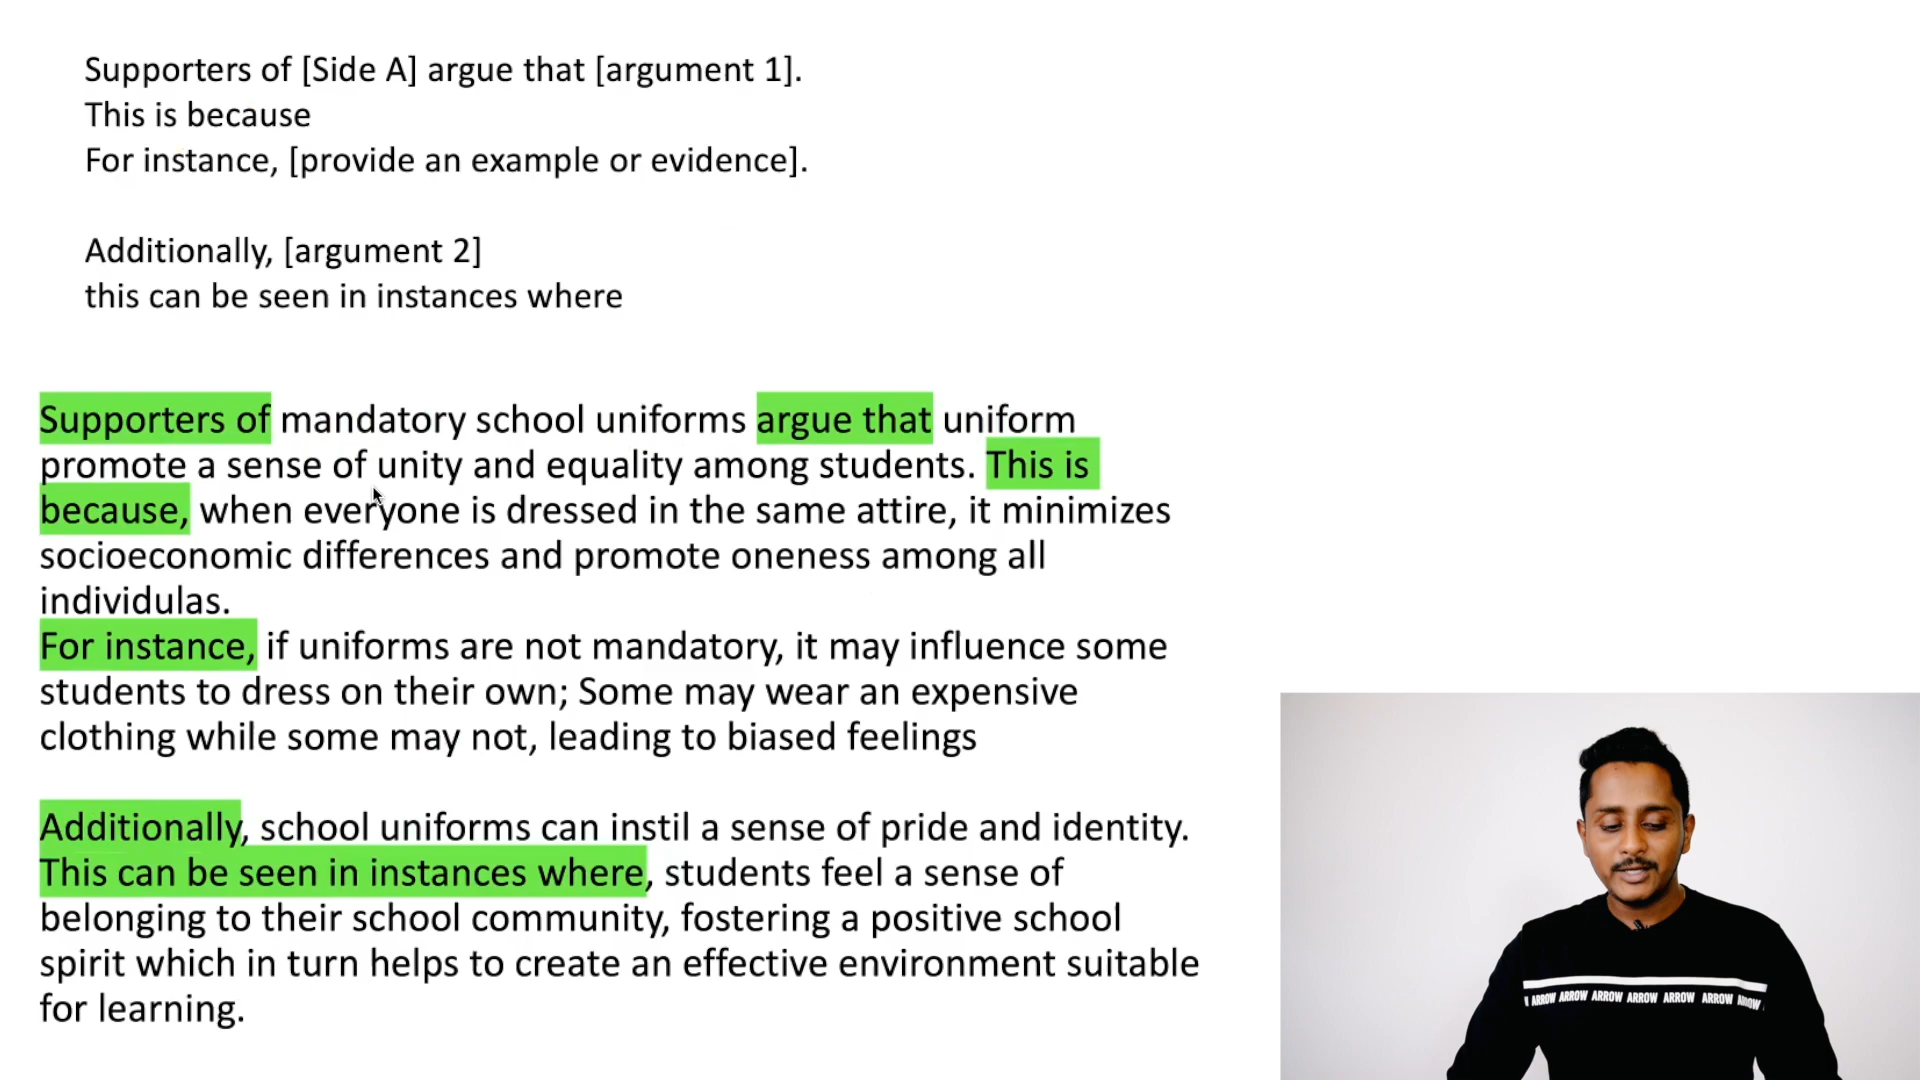 Supporters of [Side A] argue that [argument 1].
This is because
For instance, [provide an example or evidence].
Additionally, [argument 2]
this can be seen in instances where
Supporters of mandatory school uniforms argue that uniform
promote a sense of unity and equality among students. This is
because, when everyone is dressed in the same attire, it minimizes
socioeconomic differences and promote oneness among all
individulas.
For instance, if uniforms are not mandatory, it may influence some
students to dress on their own; Some may wear an expensive
clothing while some may not, leading to biased feelings
Additionally, school uniforms can instil a sense of pride and identity.
This can be seen in instances where, students feel a sense of
belonging to their school community, fostering a positive school
spirit which in turn helps to create an effective environment suitable
for learning.
ARROW ARROW ARROW ARROW ARROW ARROW ARROW